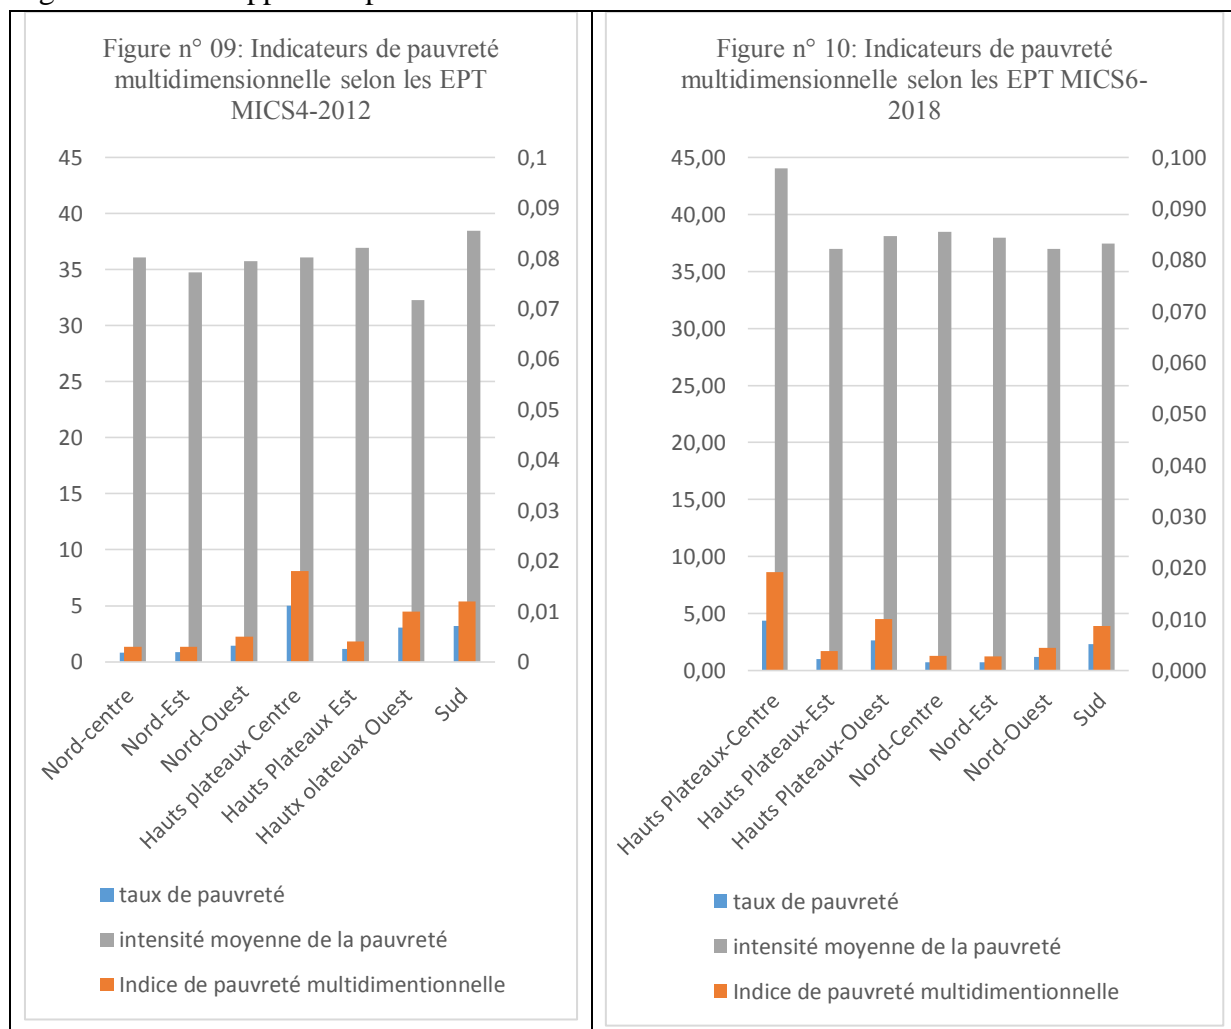 Figure n° 09: Indicateurs de pauvreté
multidimensionnelle selon les EPT
MICS4-2012
45
40
35
30
25
20
15
10
5
0
0,1
0,09
0,08
0,07
0,06
0,05
0,04
0,03
0,02
0,01
0
Nord-centre
Nord-Est
Nord-Ouest
Hauts plateaux Centre
Hauts Plateaux Est
Hautx olateuax Ouest
Sud
taux de pauvreté
intensité moyenne de la pauvreté
Indice de pauvreté multidimentionnelle
Figure n° 10: Indicateurs de pauvreté
multidimensionnelle selon les EPT MICS6-
2018
45,00
40,00
35,00
30,00
25,00
20,00
15,00
10,00
5,00
0,00
0,100
0,090
0,080
0,070
0,060
0,050
0,040
0,030
0,020
0,010
0,000
Hauts Plateaux-Centre
Hauts Plateaux-Est
Hauts Plateaux-Ouest
Nord-Centre
Nord-Est
Nord-Ouest
Sud
taux de pauvreté
intensité moyenne de la pauvreté
Indice de pauvreté multidimentionnelle